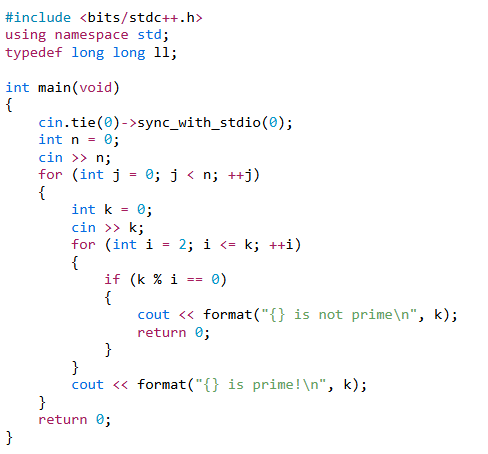 #include <bits/stdc++.h>
using namespace std;
typedef long long ll;

int main(void)
{
    cin.tie(0)->sync_with_stdio(0);
    int n = 0;
    cin >> n;
    for (int j = 0; j < n; ++j)
    {
        int k = 0;
        cin >> k;
        for (int i = 2; i <= k; ++i)
        {
            if (k % i == 0)
            {
                cout << format("{} is not prime\n", k);
                return 0;
            }
        }
        cout << format("{} is prime!\n", k);
    }
    return 0;
}